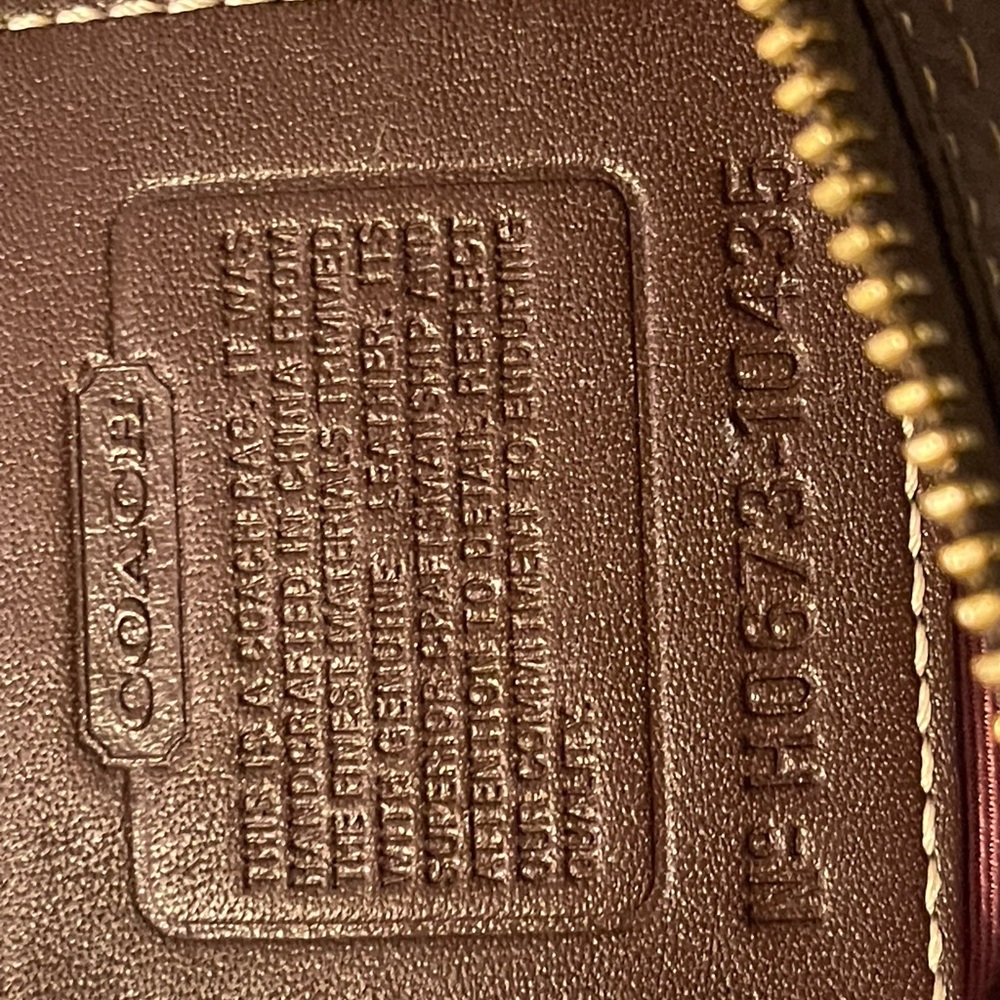 COACH
THIS IS A COACH BAG. IT WAS
HANDCRAFTED IN CHINA FROM
THE FINEST MATERIALS TRIMMED
WITH GENUINE LEATHER. ITS
SUPERIOR CRAFTSMANSHIP AND
ATTENTION TO DETAIL REFLECT
OUR COMMITMENT TO ENDURING
QUALITY.
Nº H0673-10435